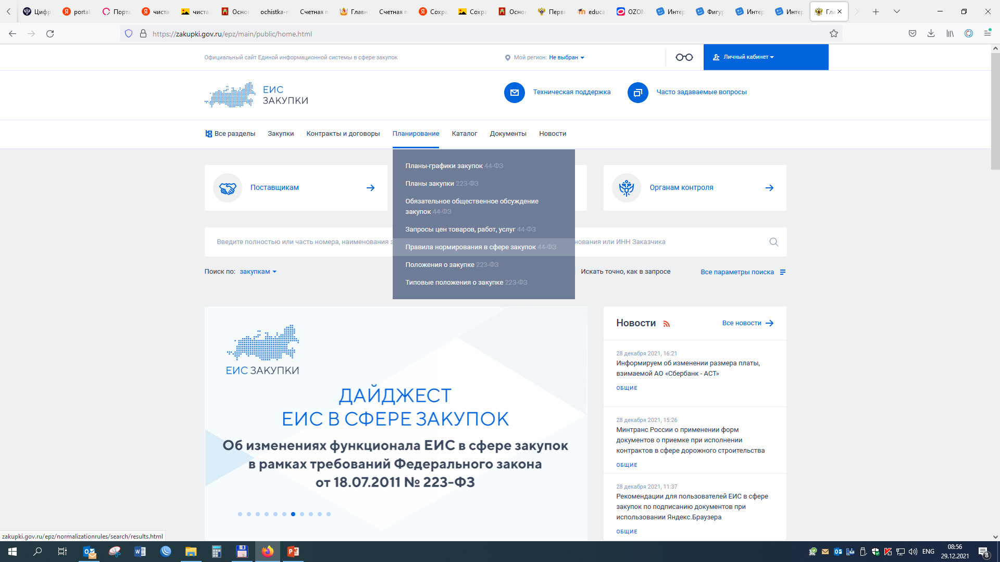 Цифр
portal
Порта
чиста
чиста
Осно
ochistka-r
Счетная п
Главн
Счетная п
Сохра
Сохра
Осно
Перви
educa
OZON
Интер
Фигур
Интер
Интер
Гла
https://zakupki.gov.ru/epz/main/public/home.html
Официальный сайт Единой информационной системы в сфере закупок
Мой регион: Не выбран
Личный кабинет
ЕИС
ЗАКУПКИ
Техническая поддержка
Часто задаваемые вопросы
Все разделы
Закупки
Контракты и договоры
Планирование
Каталог
Документы
Новости
Планы-графики закупок 44-ФЗ
Планы закупки 223-ФЗ
Обязательное общественное обсуждение
закупок 44-ФЗ
Запросы цен товаров, работ, услуг 44-ФЗ
Правила нормирования в сфере закупок 44-ФЗ
Положения о закупке 223-ФЗ
Типовые положения о закупке 223-ФЗ
Поставщикам
Органам контроля
Введите полностью или часть номера, наименования з
нования или ИНН Заказчика
Поиск по: закупкам
Искать точно, как в запросе
Все параметры поиска
ЕИС ЗАКУПКИ
ДАЙДЖЕСТ
ЕИС В СФЕРЕ ЗАКУПОК
Об изменениях функционала ЕИС в сфере закупок
в рамках требований Федерального закона
от 18.07.2011 № 223-ФЗ
Новости
Все новости
28 декабря 2021, 16:21
Информируем об изменении размера платы,
взимаемой АО «Сбербанк - АСТ»
ОБЩИЕ
28 декабря 2021, 15:26
Минтранс России о применении форм
документов о приемке при исполнении
контрактов в сфере дорожного строительства
ОБЩИЕ
28 декабря 2021, 11:37
Рекомендации для пользователей ЕИС в сфере
закупок по подписанию документов при
использовании Яндекс.Браузера
ОБЩИЕ
zakupki.gov.ru/epz/normalizationrules/search/results.html
ENG
08:56
29.12.2021
8